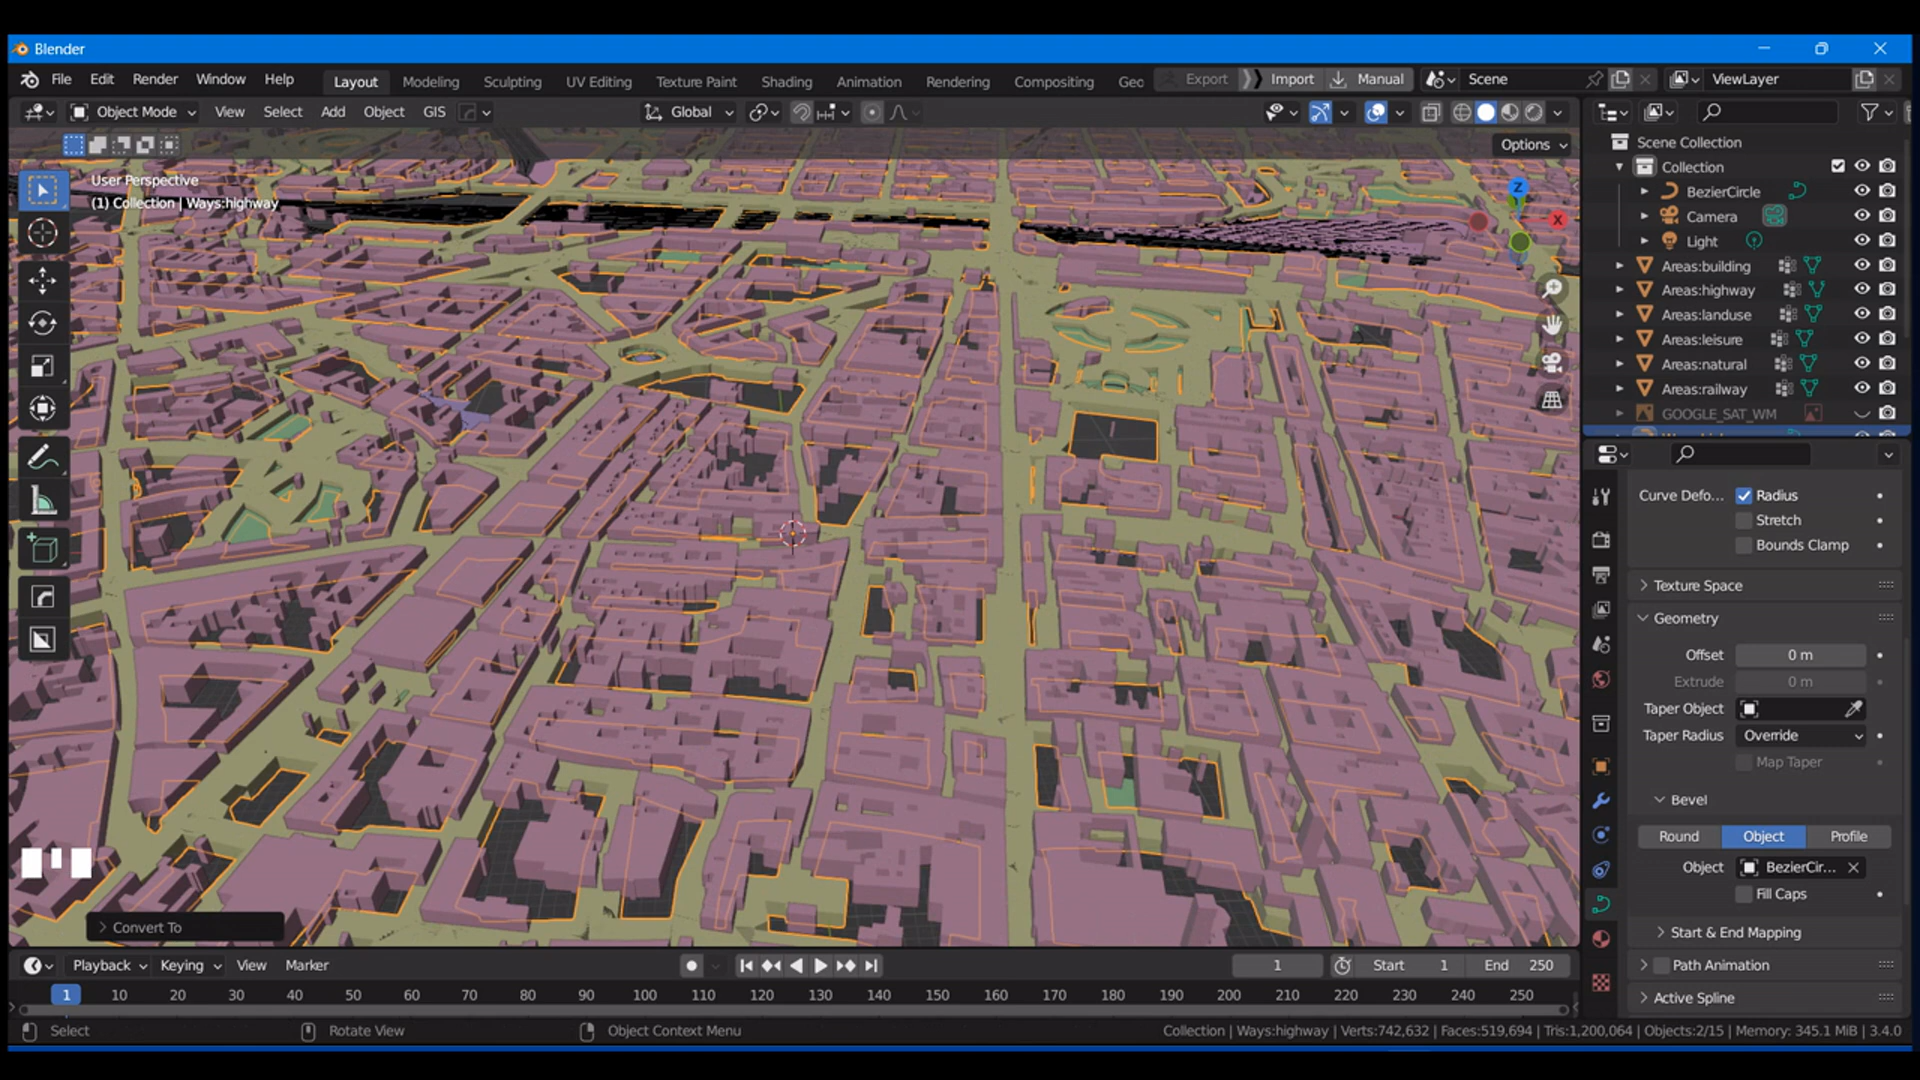 Blender
File Edit Render Window Help Layout Modeling Sculpting UV Editing Texture Paint Shading Animation Rendering Compositing Geo Export Import Manual Scene ViewLayer
Object Mode View Select Add Object GIS Global
Options
User Perspective
(1) Collection | Ways:highway
Z
X
Convert To
Scene Collection
Collection
BezierCircle
Camera
Light
Areas:building
Areas:highway
Areas:landuse
Areas:leisure
Areas:natural
Areas:railway
GOOGLE_SAT_WM
Curve Defo... Radius
Stretch
Bounds Clamp
Texture Space
Geometry
Offset 0 m
Extrude 0 m
Taper Object
Taper Radius Override
Map Taper
Bevel
Round Object Profile
Object BezierCir...
Fill Caps
Start & End Mapping
Path Animation
Active Spline
Playback Keying View Marker 1 Start 1 End 250
1 10 20 30 40 50 60 70 80 90 100 110 120 130 140 150 160 170 180 190 200 210 220 230 240 250
Select Rotate View Object Context Menu Collection | Ways:highway | Verts:742,632 | Faces:519,694 | Tris:1,200,064 | Objects:2/15 | Memory: 345.1 MiB | 3.4.0